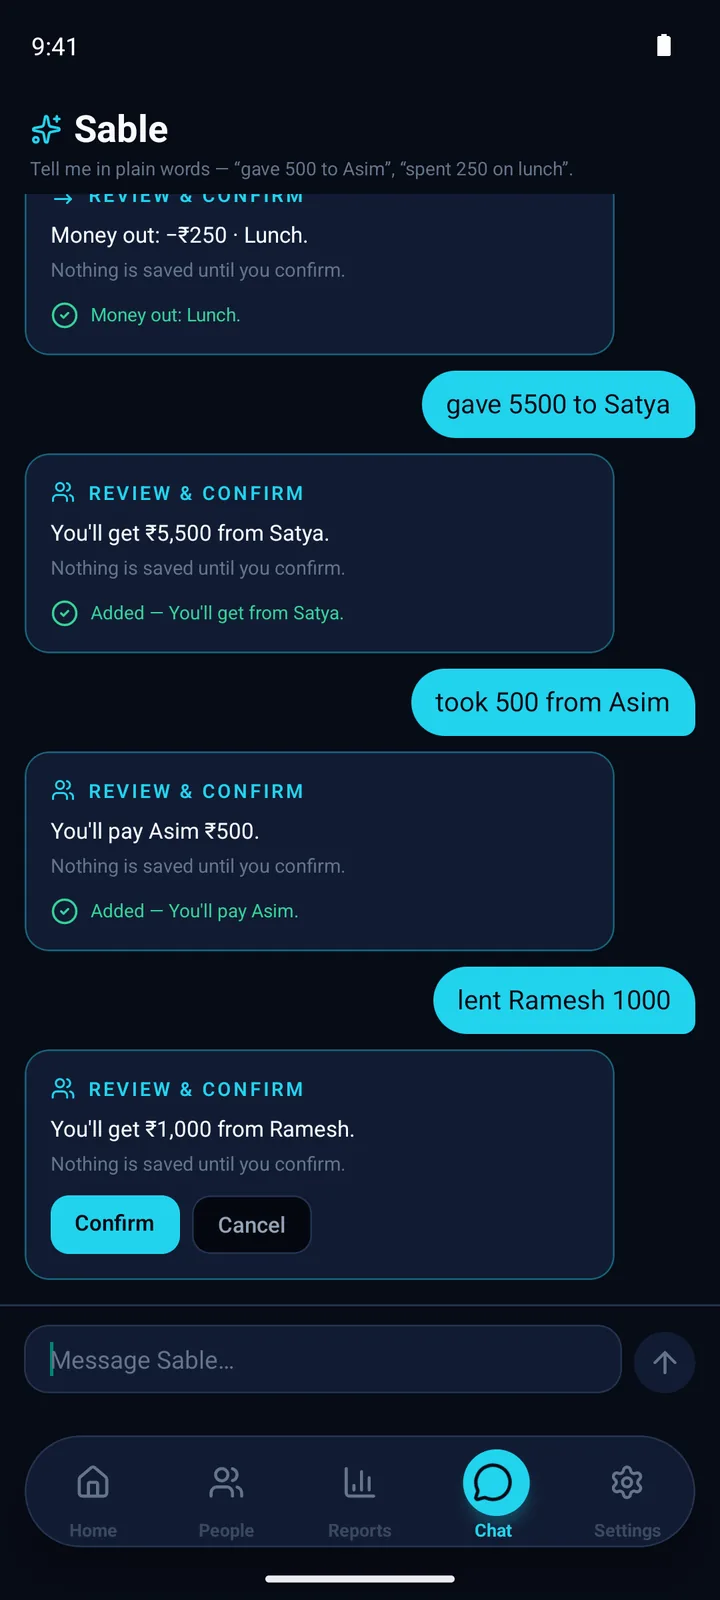 9:41
Sable
Tell me in plain words — “gave 500 to Asim”, “spent 250 on lunch”.
REVIEW & CONFIRM
Money out: −₹250 · Lunch.
Nothing is saved until you confirm.
Money out: Lunch.
gave 5500 to Satya
REVIEW & CONFIRM
You'll get ₹5,500 from Satya.
Nothing is saved until you confirm.
Added — You'll get from Satya.
took 500 from Asim
REVIEW & CONFIRM
You'll pay Asim ₹500.
Nothing is saved until you confirm.
Added — You'll pay Asim.
lent Ramesh 1000
REVIEW & CONFIRM
You'll get ₹1,000 from Ramesh.
Nothing is saved until you confirm.
Confirm Cancel
Message Sable…
Home People Reports Chat Settings